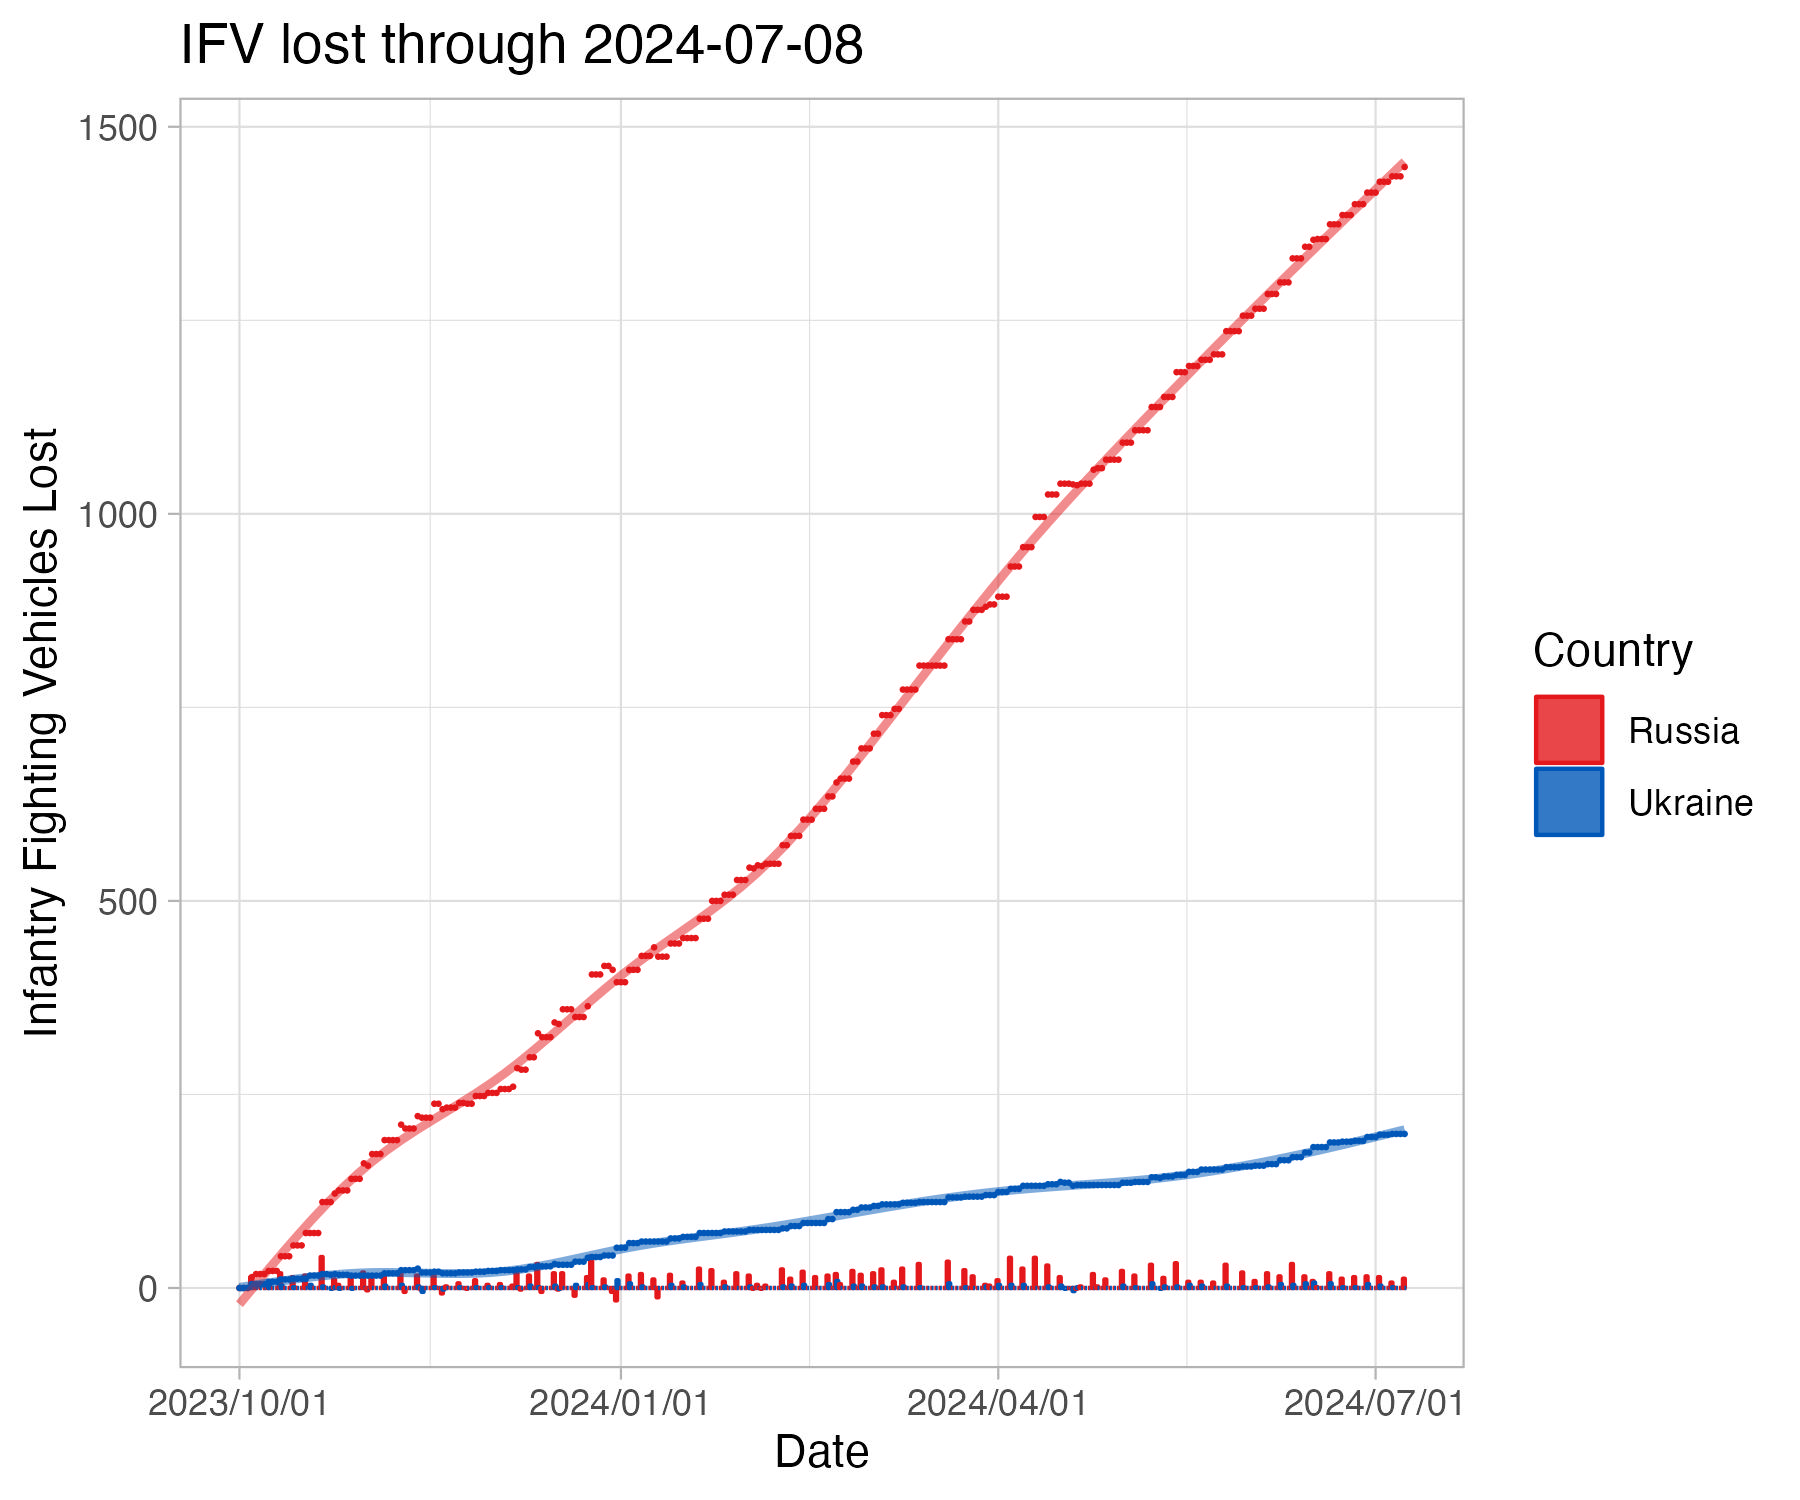 IFV lost through 2024-07-08
Infantry Fighting Vehicles Lost
1500
1000
500
0
2023/10/01
2024/01/01
2024/04/01
2024/07/01
Date
Country
Russia
Ukraine